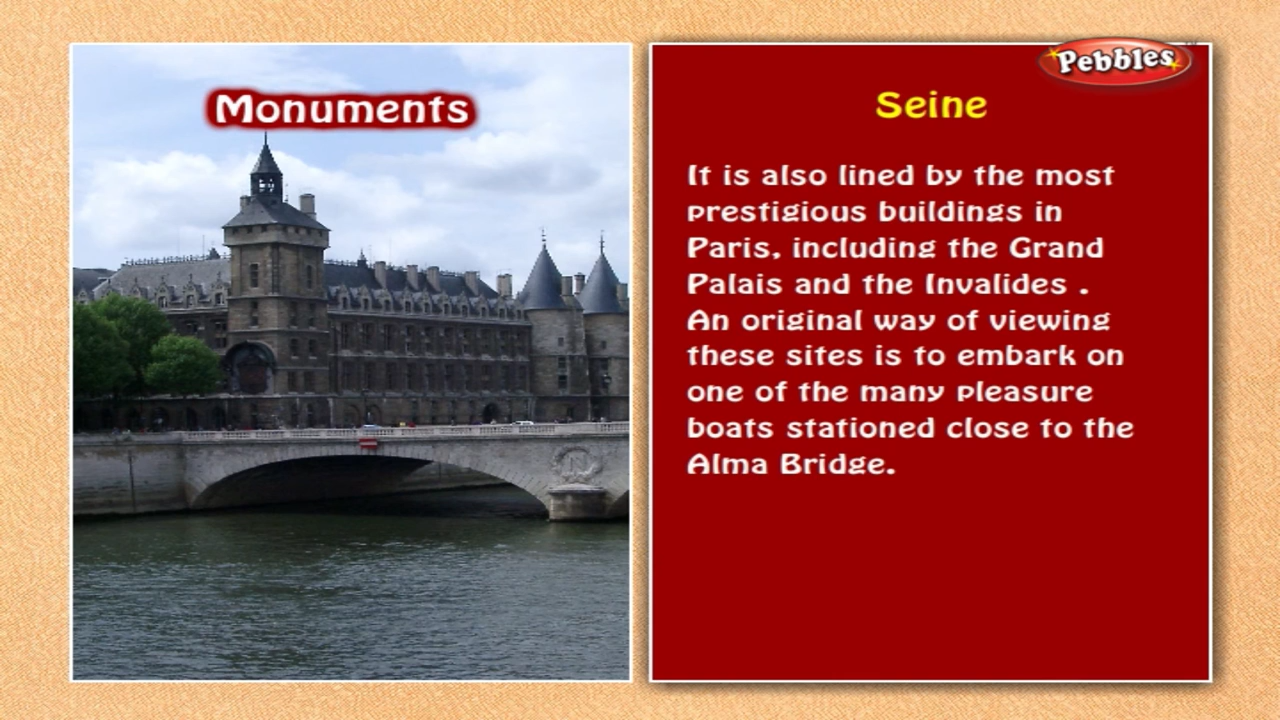 Monuments
Pebbles
Seine
It is also lined by the most
prestigious buildings in
Paris, including the Grand
Palais and the Invalides .
An original way of viewing
these sites is to embark on
one of the many pleasure
boats stationed close to the
Alma Bridge.